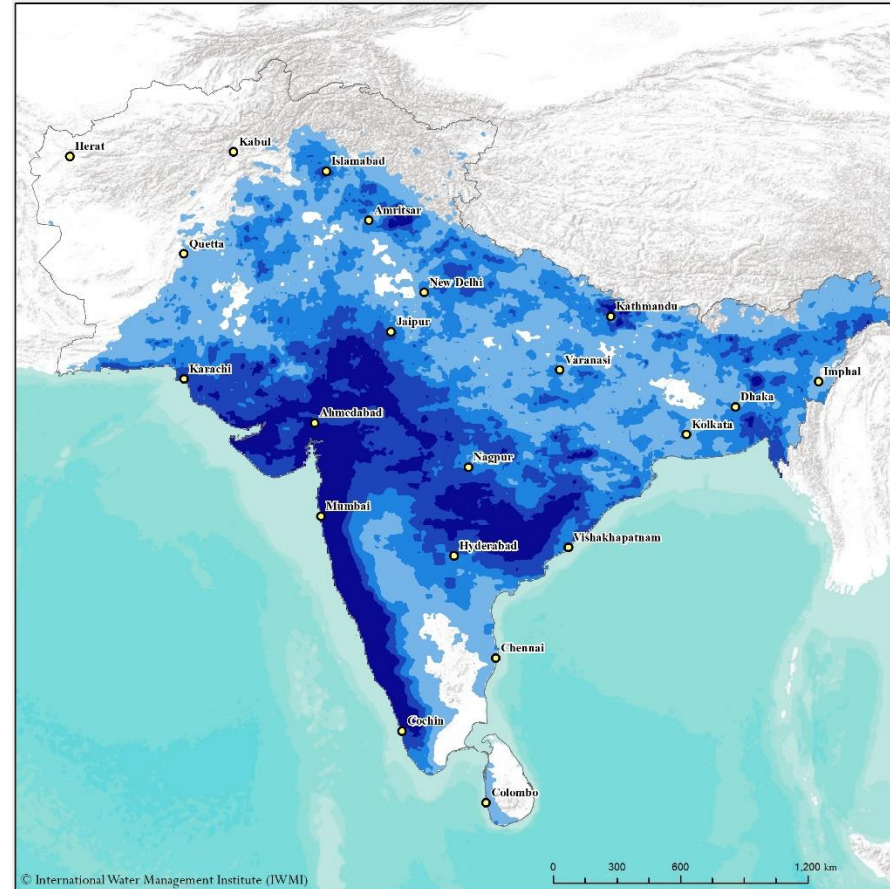 Herat
Kabul
Islamabad
Amritsar
Quetta
New Delhi
Kathmandu
Jaipur
Varanasi
Karachi
Imphal
Dhaka
Ahmedabad
Kolkata
Nagpur
Mumbai
Hyderabad
Vishakhapatnam
Chennai
Cochin
Colombo
© International Water Management Institute (IWMI)
0 300 600 1,200 km